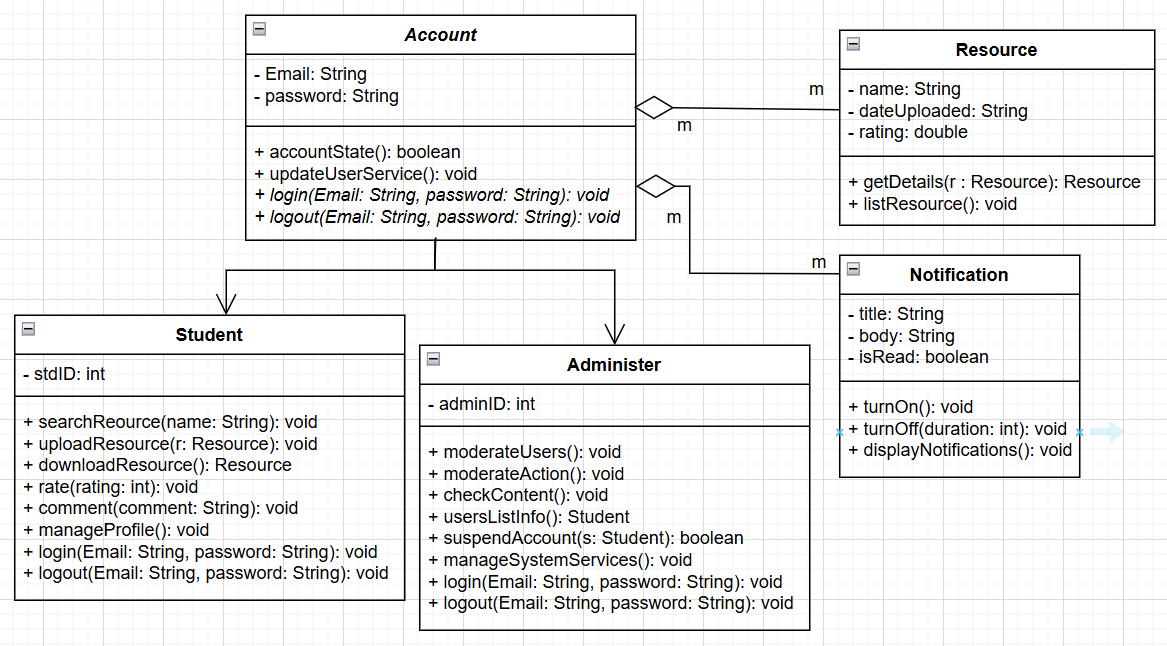 Account
- Email: String
- password: String
+ accountState(): boolean
+ updateUserService(): void
+ login(Email: String, password: String): void
+ logout(Email: String, password: String): void
m
m
Resource
- name: String
- dateUploaded: String
- rating: double
+ getDetails(r : Resource): Resource
+ listResource(): void
m
m
Notification
- title: String
- body: String
- isRead: boolean
+ turnOn(): void
+ turnOff(duration: int): void
+ displayNotifications(): void
Student
- stdID: int
+ searchReource(name: String): void
+ uploadResource(r: Resource): void
+ downloadResource(): Resource
+ rate(rating: int): void
+ comment(comment: String): void
+ manageProfile(): void
+ login(Email: String, password: String): void
+ logout(Email: String, password: String): void
Administer
- adminID: int
+ moderateUsers(): void
+ moderateAction(): void
+ checkContent(): void
+ usersListInfo(): Student
+ suspendAccount(s: Student): boolean
+ manageSystemServices(): void
+ login(Email: String, password: String): void
+ logout(Email: String, password: String): void